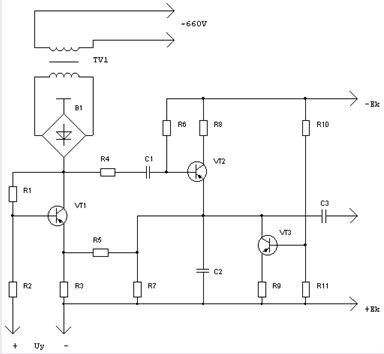 ~660V
TV1
B1
-Ek
R6
R8
R10
R4
C1
VT2
R1
VT1
C3
VT3
R5
R2
R3
R7
C2
R9
R11
+Ek
+ Uy -